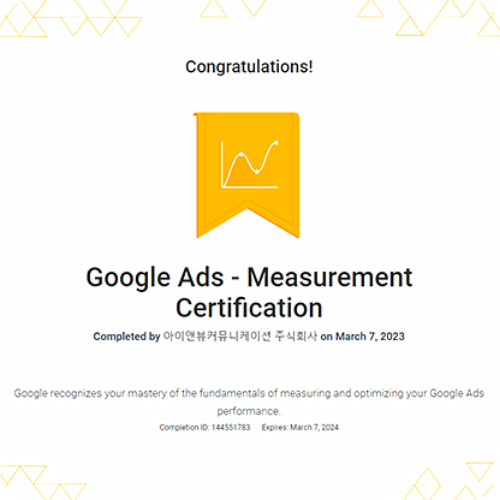 Congratulations!
Google Ads - Measurement
Certification
Completed by 아이앤뷰커뮤니케이션 주식회사 on March 7, 2023
Google recognizes your mastery of the fundamentals of measuring and optimizing your Google Ads
performance.
Completion ID: 144551783 Expires: March 7, 2024